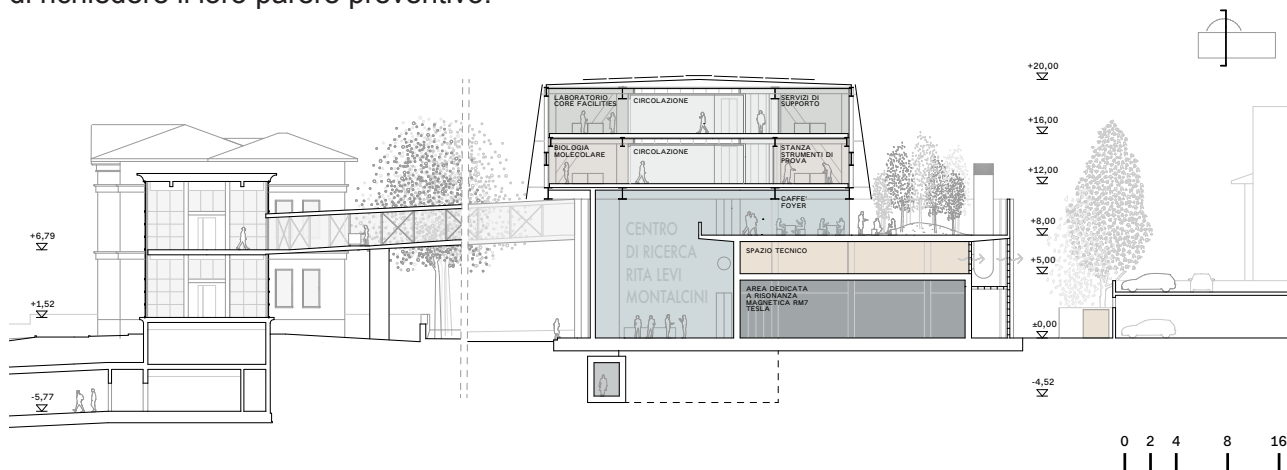 di richiedere il loro parere preventivo.
+20,00
LABORATORIO
CORE FACILITIES
CIRCOLAZIONE
SERVIZI DI
SUPPORTO
+16,00
BIOLOGIA
MOLECOLARE
CIRCOLAZIONE
STANZA
STRUMENTI DI
PROVA
+12,00
CAFFE'
FOYER
+8,00
+6,79
CENTRO
DI RICERCA
RITA LEVI
MONTALCINI
SPAZIO TECNICO
+5,00
AREA DEDICATA
A RISONANZA
MAGNETICA RM7
TESLA
+1,52
±0,00
-4,52
-5,77
0 2 4 8 16